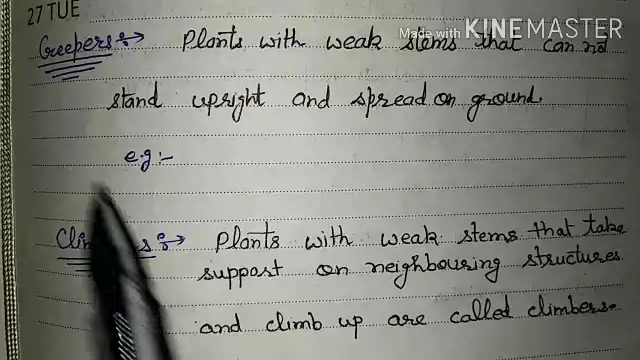 27 TUE
Made with KINEMASTER
Creepers :→ Plants with weak stems that can not
stand upright and spread on ground.
e.g :-
Plants with weak stems that take
support on neighbouring structures
and climb up are called climbers.